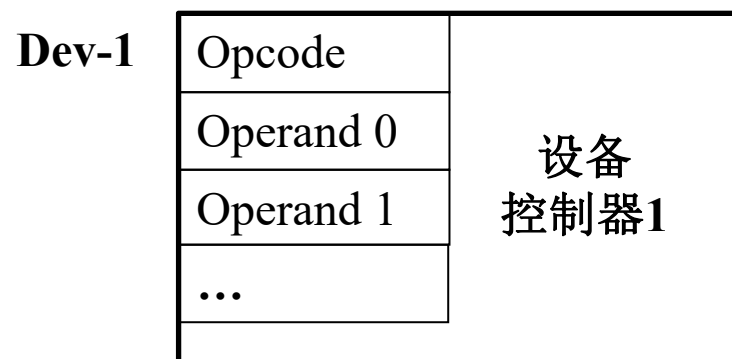 Dev-1
Opcode
Operand 0
Operand 1
...
设备
控制器1